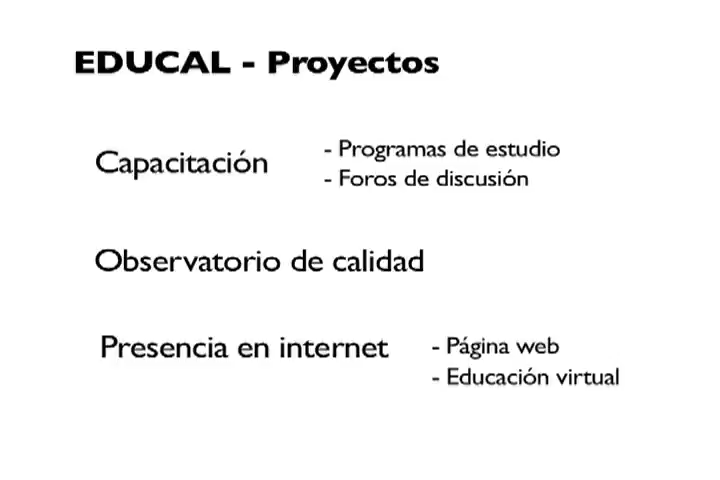 EDUCAL - Proyectos
Capacitación
- Programas de estudio
- Foros de discusión
Observatorio de calidad
Presencia en internet
- Página web
- Educación virtual